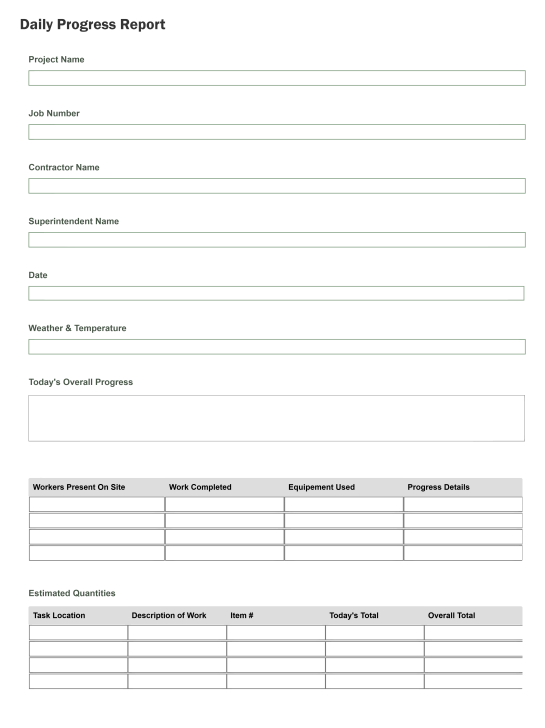 Daily Progress Report
Project Name
Job Number
Contractor Name
Superintendent Name
Date
Weather & Temperature
Today's Overall Progress
Workers Present On Site Work Completed Equipement Used Progress Details
Estimated Quantities
Task Location Description of Work Item # Today's Total Overall Total